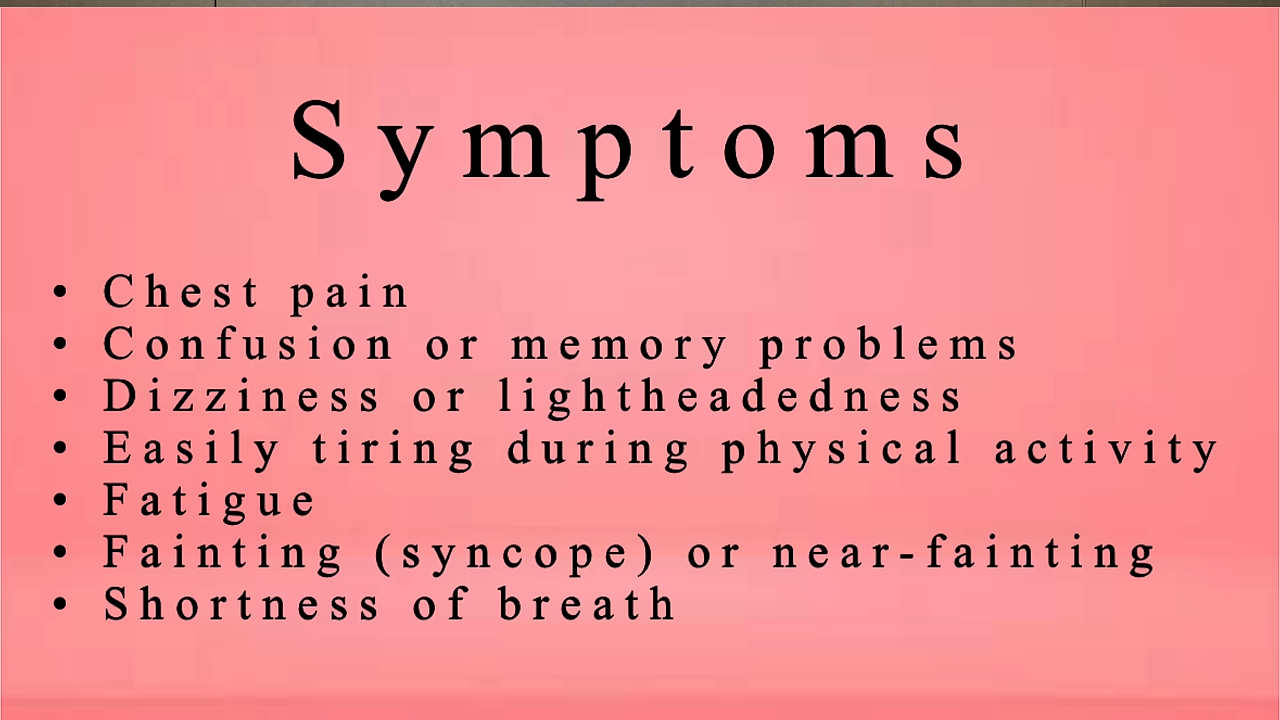 Symptoms
• Chest pain
• Confusion or memory problems
• Dizziness or lightheadedness
• Easily tiring during physical activity
• Fatigue
• Fainting (syncope) or near-fainting
• Shortness of breath